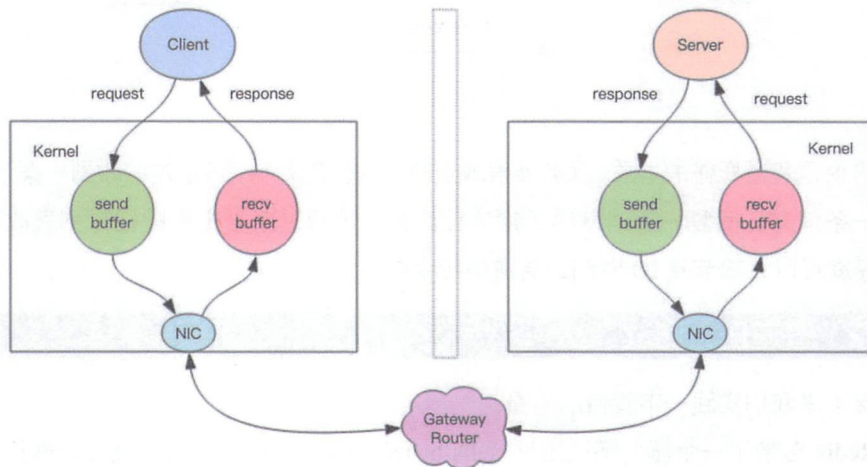 Client
Server
request
response
response
request
Kernel
Kernel
send
buffer
recv
buffer
send
buffer
recv
buffer
NIC
NIC
Gateway
Router